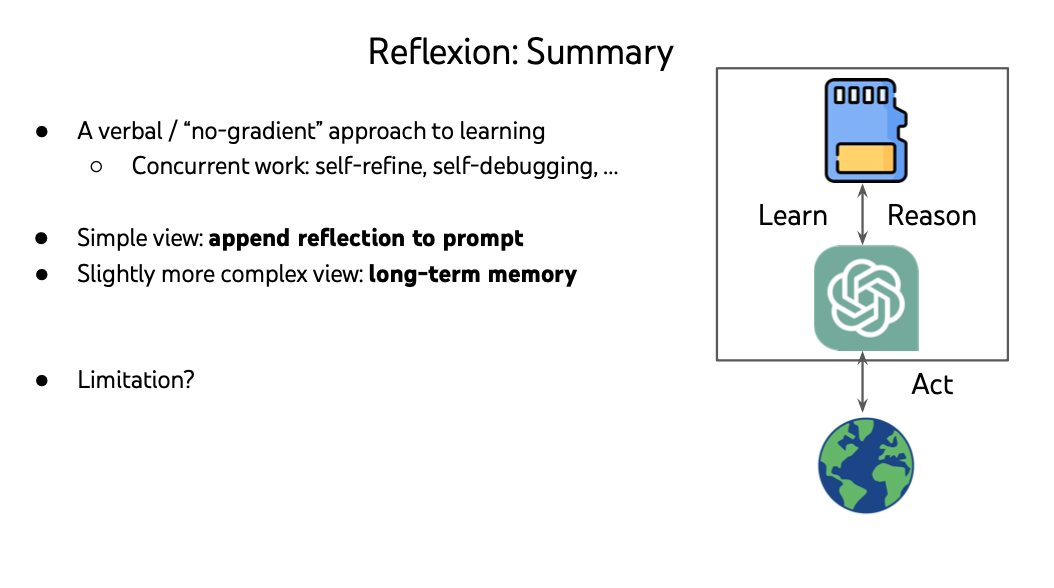 Reflexion: Summary
● A verbal / “no-gradient” approach to learning
○ Concurrent work: self-refine, self-debugging, ...
● Simple view: append reflection to prompt
● Slightly more complex view: long-term memory
● Limitation?
Learn
Reason
Act